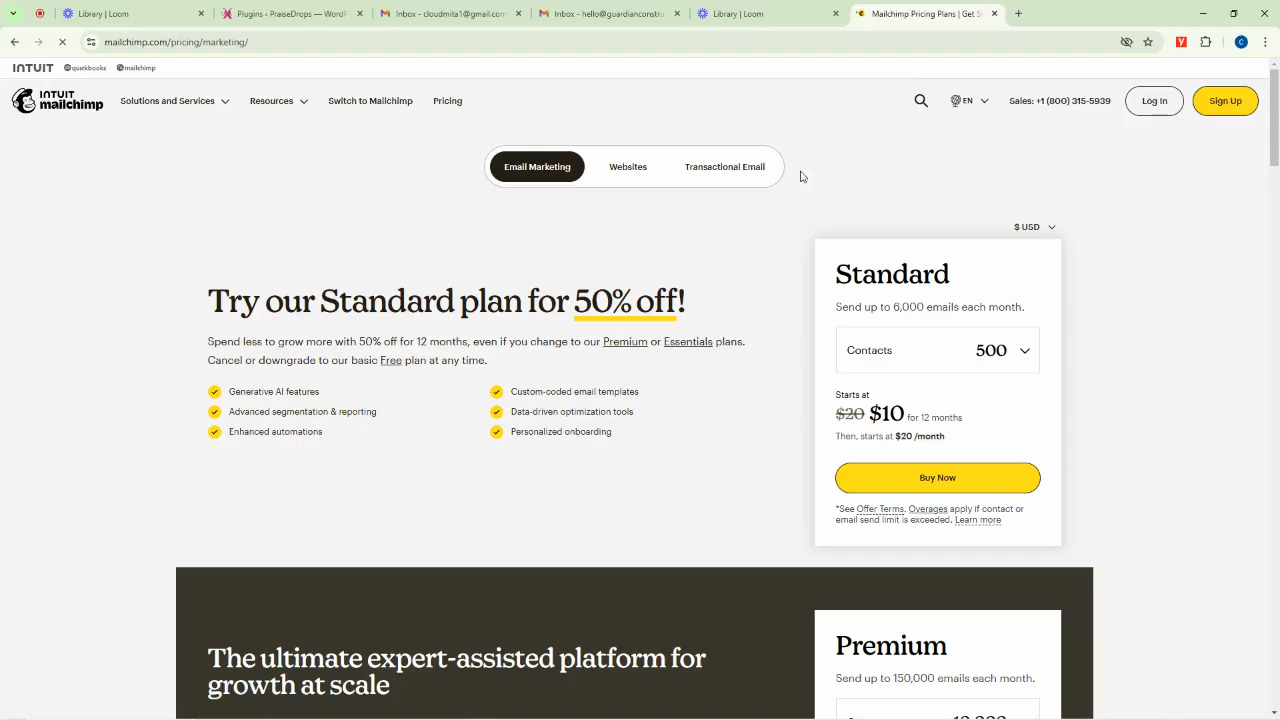 Library | Loom
Plugins ‹ PraiseDrops — WordP
Inbox - cloudmita1@gmail.com
Inbox - hello@guardianconstru
Library | Loom
Mailchimp Pricing Plans | Get S
mailchimp.com/pricing/marketing/
INTUIT
quickbooks
mailchimp
INTUIT
mailchimp
Solutions and Services
Resources
Switch to Mailchimp
Pricing
EN
Sales: +1 (800) 315-5939
Log In
Sign Up
Email Marketing
Websites
Transactional Email
$ USD
Try our Standard plan for 50% off!
Spend less to grow more with 50% off for 12 months, even if you change to our Premium or Essentials plans.
Cancel or downgrade to our basic Free plan at any time.
Generative AI features
Custom-coded email templates
Advanced segmentation & reporting
Data-driven optimization tools
Enhanced automations
Personalized onboarding
Standard
Send up to 6,000 emails each month.
Contacts 500
Starts at
$20 $10 for 12 months
Then, starts at $20 /month
Buy Now
*See Offer Terms. Overages apply if contact or
email send limit is exceeded. Learn more
The ultimate expert-assisted platform for
growth at scale
Premium
Send up to 150,000 emails each month.